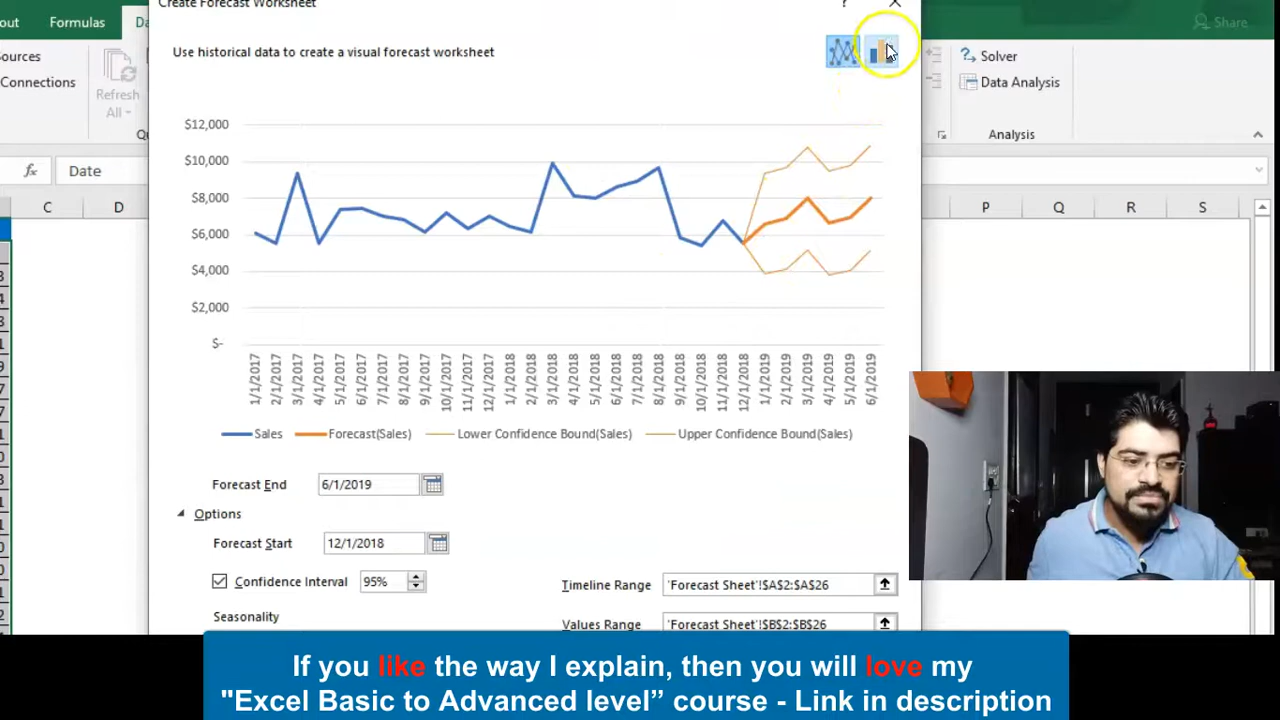 Create Forecast Worksheet
?
out
Formulas
Da
Share
ources
Connections
Refresh
All
Use historical data to create a visual forecast worksheet
Solver
Data Analysis
Analysis
fx
Date
C
D
P
Q
R
S
$12,000
$10,000
$8,000
$6,000
$4,000
$2,000
$-
1/1/2017
2/1/2017
3/1/2017
4/1/2017
5/1/2017
6/1/2017
7/1/2017
8/1/2017
9/1/2017
10/1/2017
11/1/2017
12/1/2017
1/1/2018
2/1/2018
3/1/2018
4/1/2018
5/1/2018
6/1/2018
7/1/2018
8/1/2018
9/1/2018
10/1/2018
11/1/2018
12/1/2018
1/1/2019
2/1/2019
3/1/2019
4/1/2019
5/1/2019
6/1/2019
Sales
Forecast(Sales)
Lower Confidence Bound(Sales)
Upper Confidence Bound(Sales)
Forecast End
6/1/2019
Options
Forecast Start
12/1/2018
Confidence Interval
95%
Timeline Range
'Forecast Sheet'!$A$2:$A$26
Seasonality
Values Range
'Forecast Sheet'!$B$2:$B$26
If you like the way I explain, then you will love my
"Excel Basic to Advanced level” course - Link in description